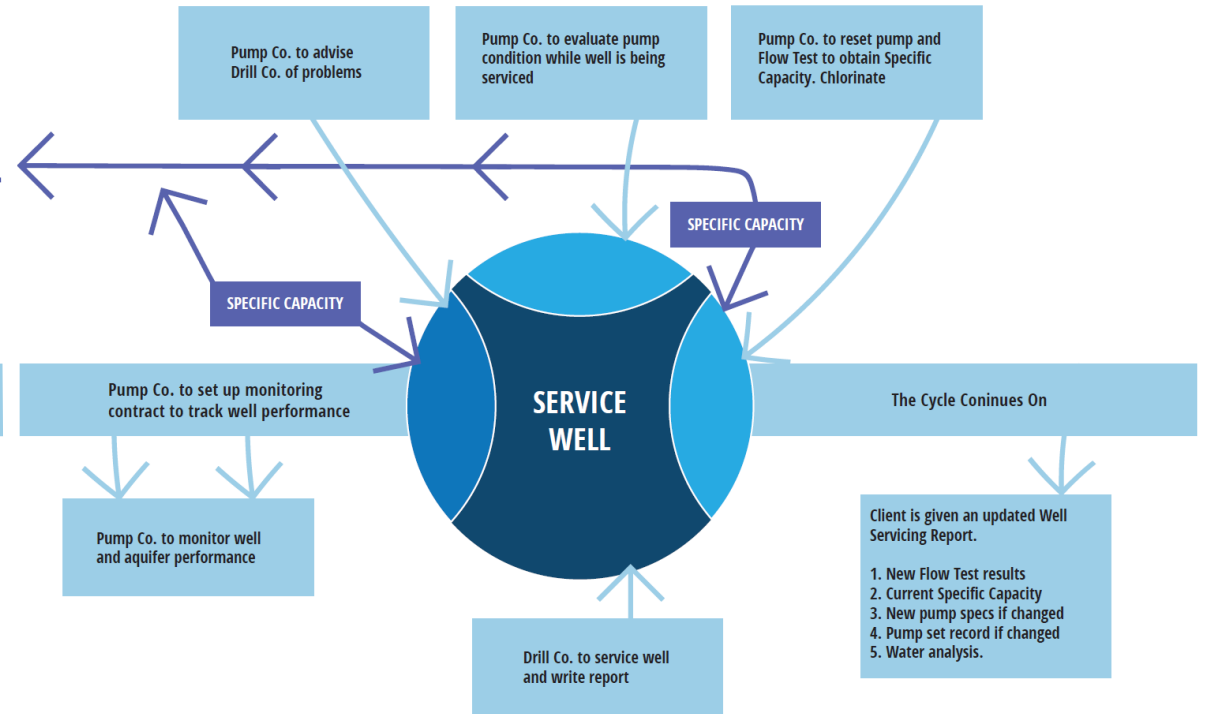 Pump Co. to advise
Drill Co. of problems
Pump Co. to evaluate pump
condition while well is being
serviced
Pump Co. to reset pump and
Flow Test to obtain Specific
Capacity. Chlorinate
SPECIFIC CAPACITY
SPECIFIC CAPACITY
Pump Co. to set up monitoring
contract to track well performance
SERVICE
WELL
The Cycle Coninues On
Pump Co. to monitor well
and aquifer performance
Client is given an updated Well
Servicing Report.
1. New Flow Test results
2. Current Specific Capacity
3. New pump specs if changed
4. Pump set record if changed
5. Water analysis.
Drill Co. to service well
and write report